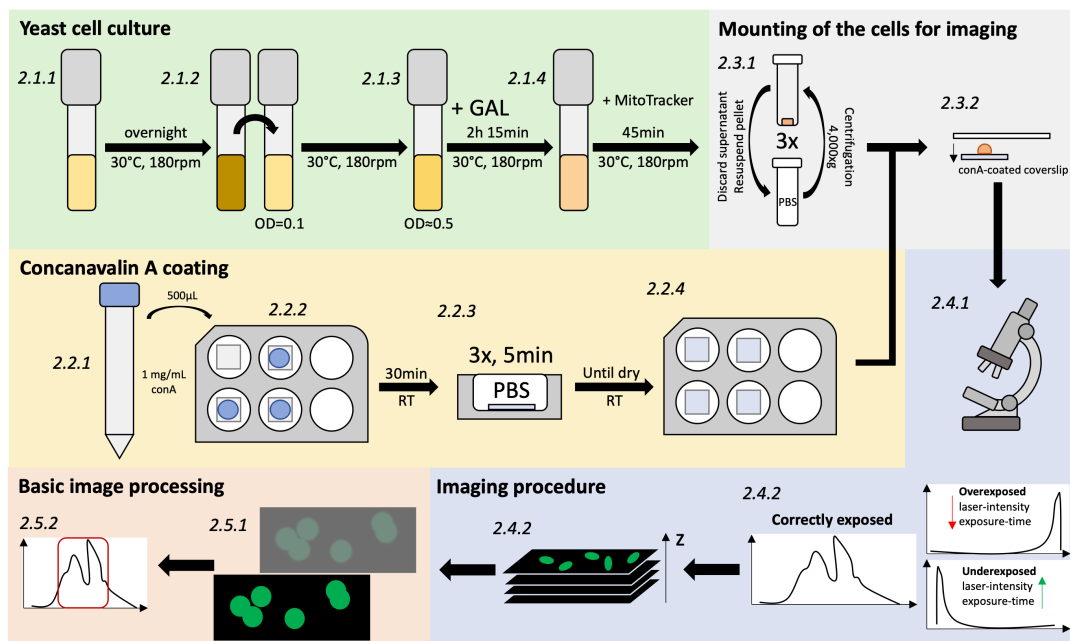 Yeast cell culture
2.1.1
2.1.2
2.1.3
2.1.4
overnight
30°C, 180rpm
OD=0.1
30°C, 180rpm
OD≈0.5
+ GAL
2h 15min
30°C, 180rpm
+ MitoTracker
45min
30°C, 180rpm
Mounting of the cells for imaging
2.3.1
Discard supernatant
Resuspend pellet
3x
PBS
Centrifugation
4,000xg
2.3.2
conA-coated coverslip
Concanavalin A coating
2.2.1
500µL
1 mg/mL
conA
2.2.2
30min
RT
2.2.3
3x, 5min
PBS
Until dry
RT
2.2.4
2.4.1
Basic image processing
2.5.2
2.5.1
Imaging procedure
2.4.2
Z
2.4.2
Correctly exposed
Overexposed
laser-intensity
exposure-time
Underexposed
laser-intensity
exposure-time